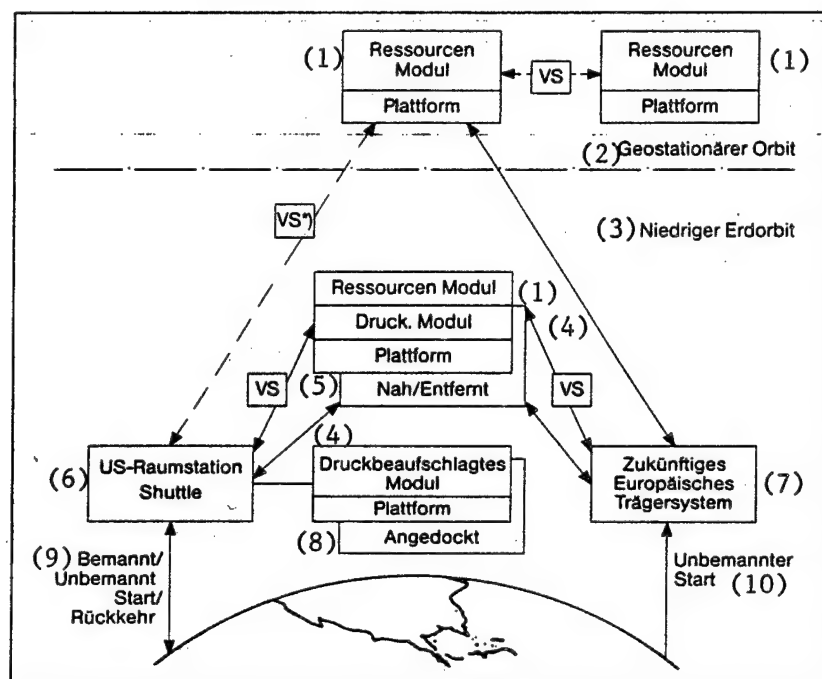 (1)
Ressourcen
Modul
Plattform
VS
Ressourcen
Modul
Plattform
(1)
(2) Geostationärer Orbit
VS*)
(3) Niedriger Erdorbit
Ressourcen Modul
(1)
Druck. Modul
(4)
Plattform
VS
(5)
Nah/Entfernt
VS
(4)
(6)
US-Raumstation
Shuttle
Druckbeaufschlagtes
Modul
Plattform
(8)
Angedockt
Zukünftiges
Europäisches
Trägersystem
(7)
(9) Bemannt/
Unbemannt
Start/
Rückkehr
Unbemannter
Start (10)